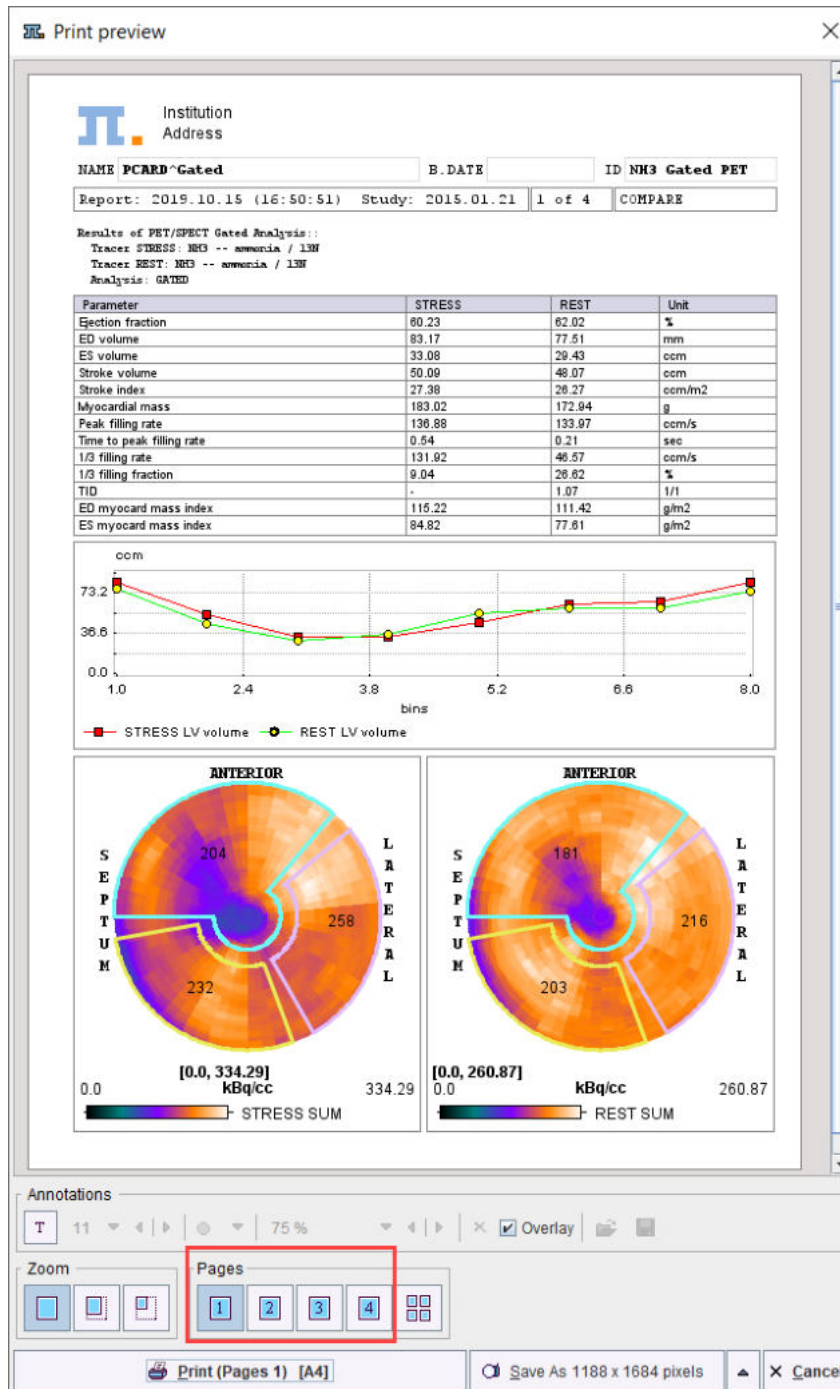 Print preview
Institution
Address
NAME PCARD^Gated B.DATE ID NH3 Gated PET
Report: 2019.10.15 (16:50:51) Study: 2015.01.21 1 of 4 COMPARE
Results of PET/SPECT Gated Analysis::
Tracer STRESS: NH3 -- ammonia / 13N
Tracer REST: NH3 -- ammonia / 13N
Analysis: GATED
Parameter STRESS REST Unit
Ejection fraction 60.23 62.02 %
ED volume 83.17 77.51 mm
ES volume 33.08 29.43 ccm
Stroke volume 50.09 48.07 ccm
Stroke index 27.38 26.27 ccm/m2
Myocardial mass 183.02 172.94 g
Peak filling rate 136.88 133.97 ccm/s
Time to peak filling rate 0.54 0.21 sec
1/3 filling rate 131.92 46.57 ccm/s
1/3 filling fraction 9.04 26.62 %
TID - 1.07 1/1
ED myocard mass index 115.22 111.42 g/m2
ES myocard mass index 84.82 77.61 g/m2
ccm
73.2
36.6
0.0
1.0 2.4 3.8 5.2 6.6 8.0
bins
STRESS LV volume REST LV volume
ANTERIOR
SEPTUM
LATERAL
204
258
232
[0.0, 334.29]
0.0 kBq/cc 334.29
STRESS SUM
ANTERIOR
SEPTUM
LATERAL
181
216
203
[0.0, 260.87]
0.0 kBq/cc 260.87
REST SUM
Annotations
T 11 75 % Overlay
Zoom Pages
1 2 3 4
Print (Pages 1) [A4] Save As 1188 x 1684 pixels Cance